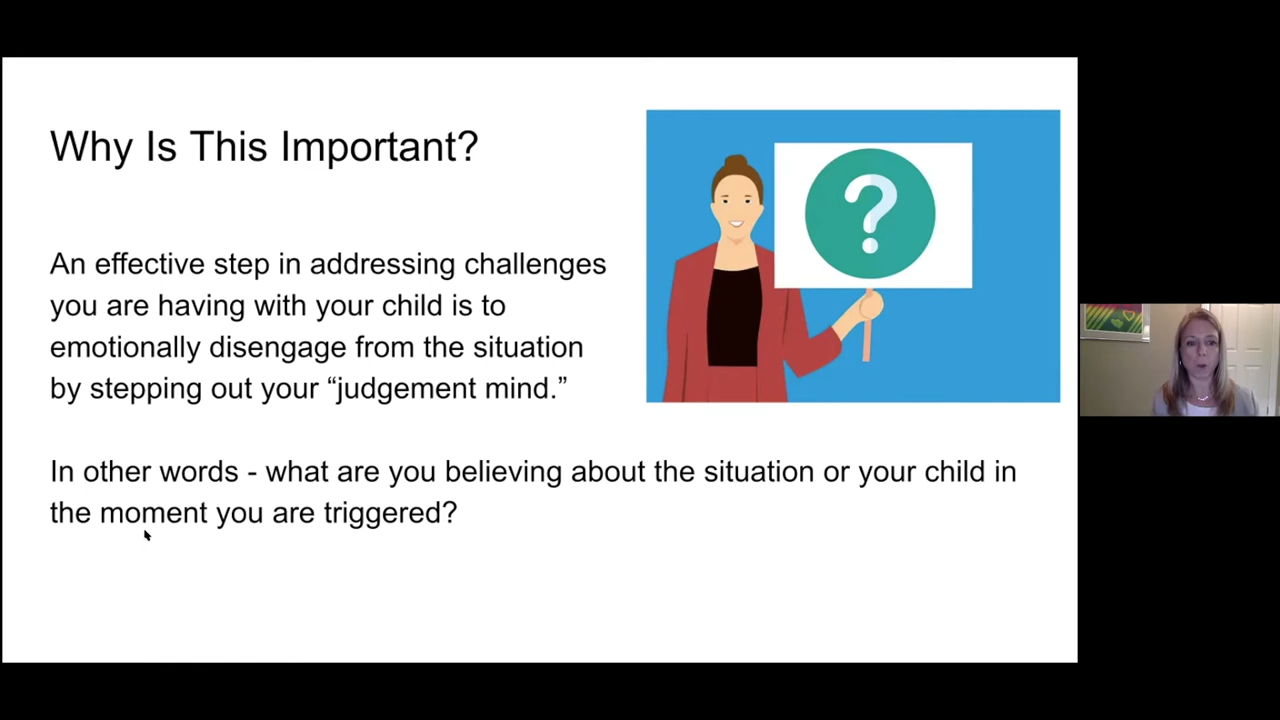 Why Is This Important?
?
An effective step in addressing challenges
you are having with your child is to
emotionally disengage from the situation
by stepping out your “judgement mind.”
In other words - what are you believing about the situation or your child in
the moment you are triggered?